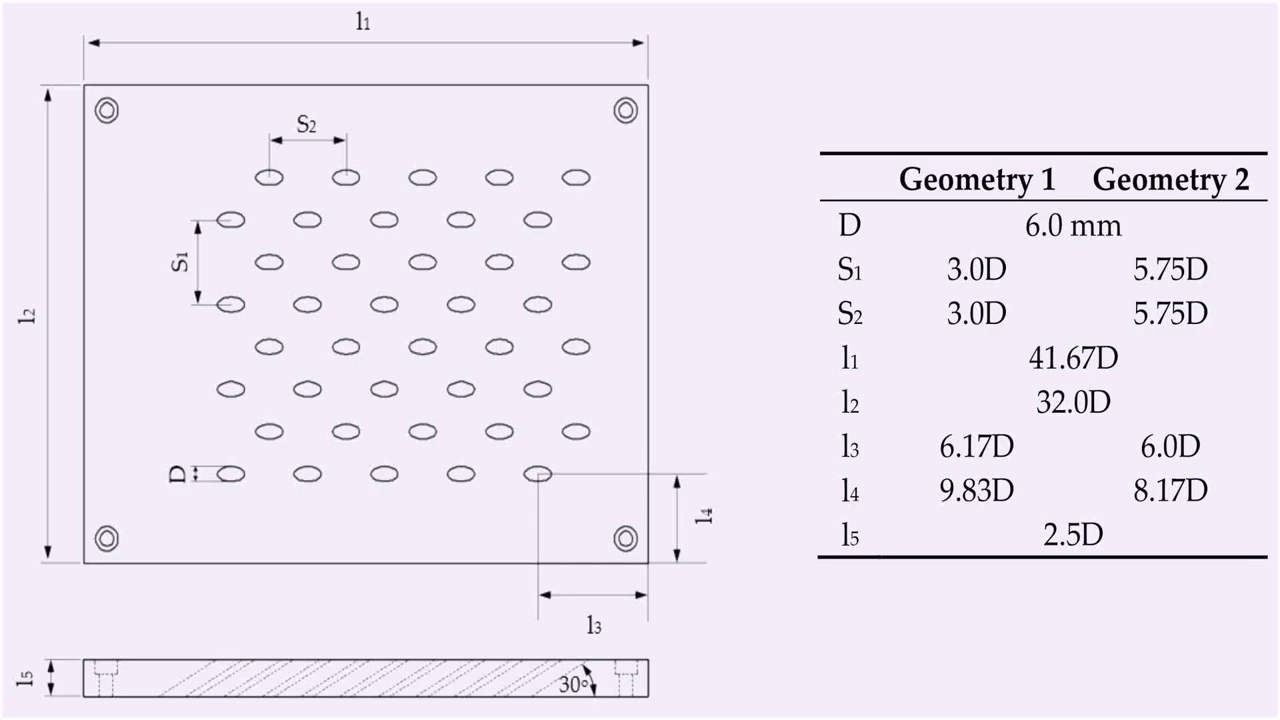 l1
S2
S1
l2
D
l4
l3
l5
30°
Geometry 1 Geometry 2
D 6.0 mm
S1 3.0D 5.75D
S2 3.0D 5.75D
l1 41.67D
l2 32.0D
l3 6.17D 6.0D
l4 9.83D 8.17D
l5 2.5D